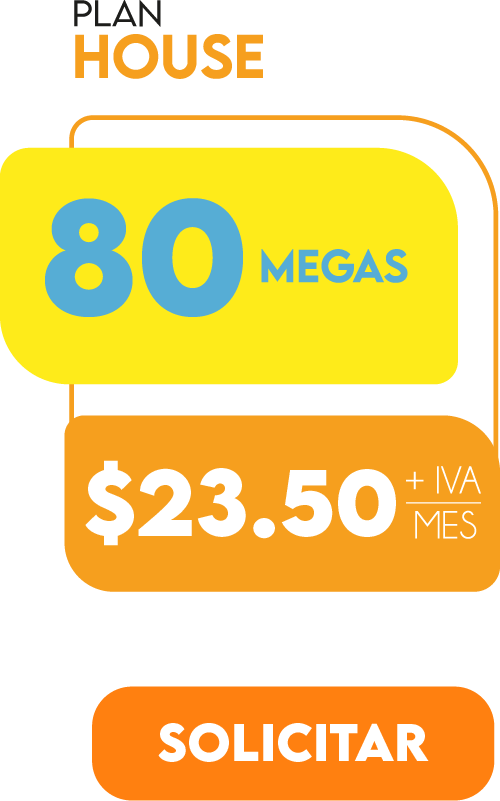 PLAN
HOUSE
80 MEGAS
$23.50 + IVA
MES
SOLICITAR